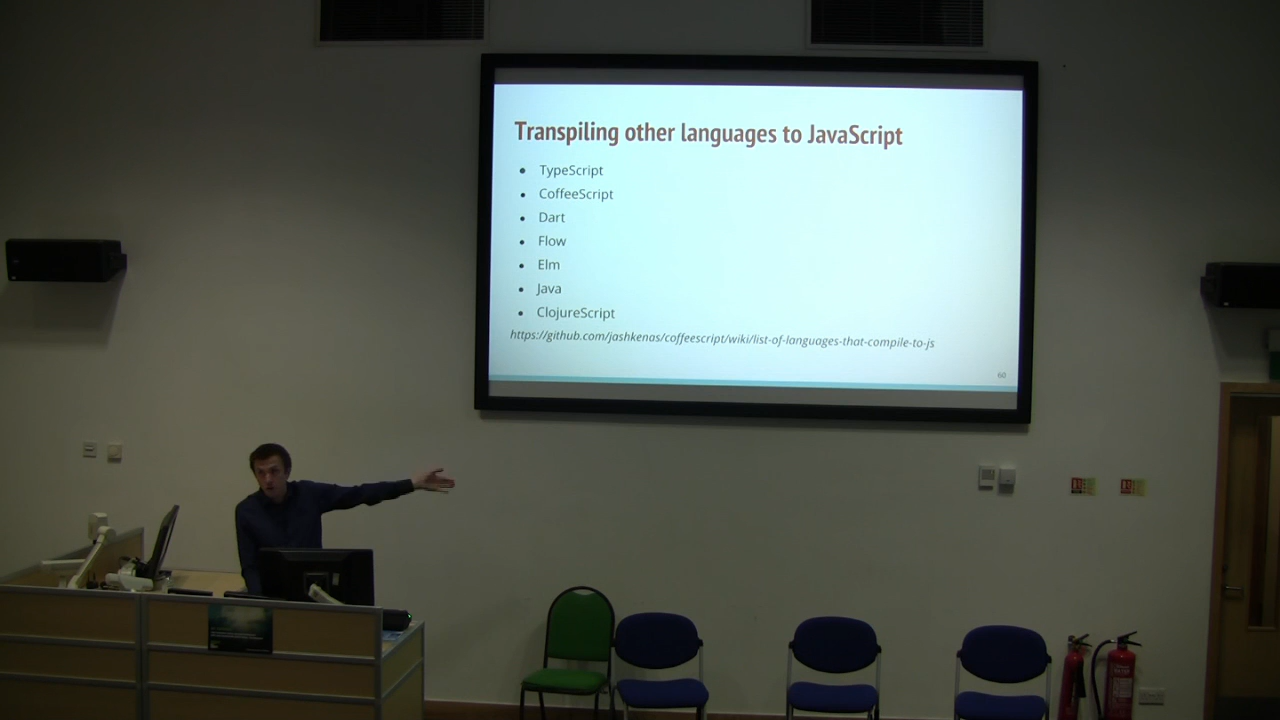 Transpiling other languages to JavaScript
• TypeScript
• CoffeeScript
• Dart
• Flow
• Elm
• Java
• ClojureScript
https://github.com/jashkenas/coffeescript/wiki/list-of-languages-that-compile-to-js
60